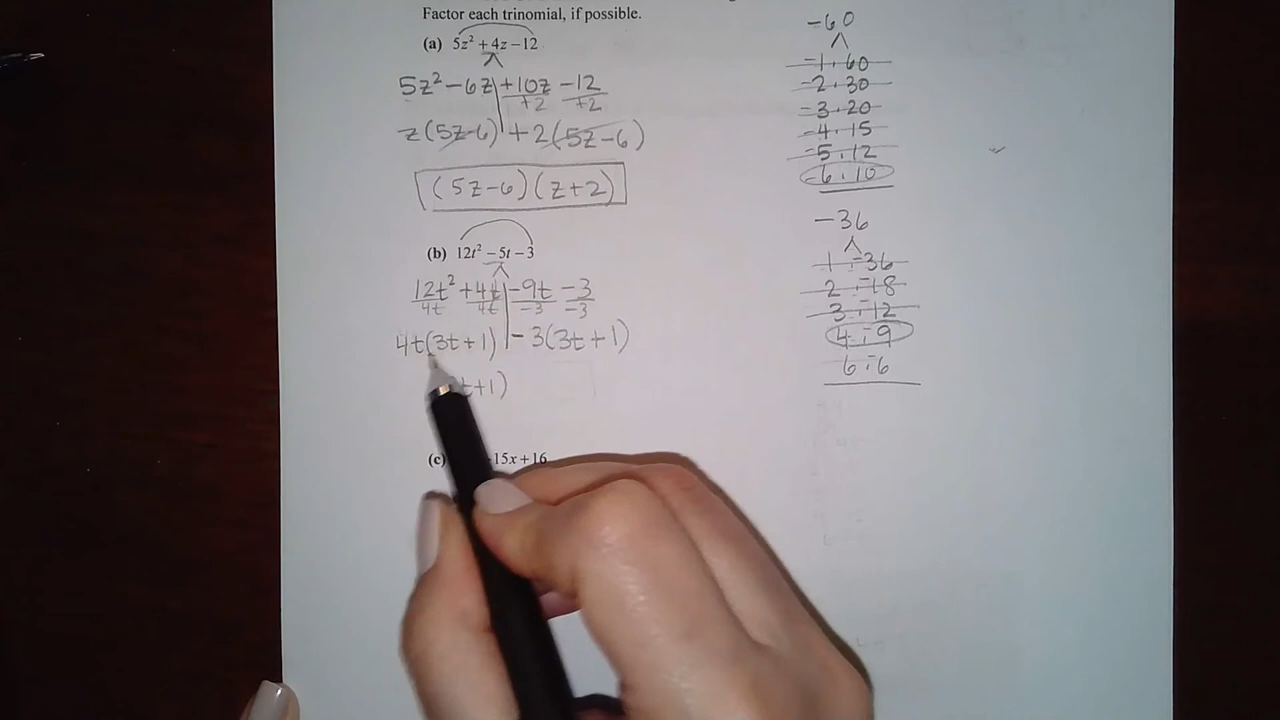 Factor each trinomial, if possible.
(a) 5z² + 4z − 12
5z² − 6z + 10z − 12
+2 +2
z(5z−6) + 2(5z−6)
(5z−6)(z+2)
(b) 12t² − 5t − 3
12t² + 4t − 9t − 3
4t 4t −3 −3
4t(3t+1) − 3(3t+1)
t+1)
(c) 15x + 16
−60
−1 · 60
−2 · 30
−3 · 20
−4 · 15
−5 · 12
−6 · 10
−36
1 · −36
2 · −18
3 · −12
4 · −9
6 · −6